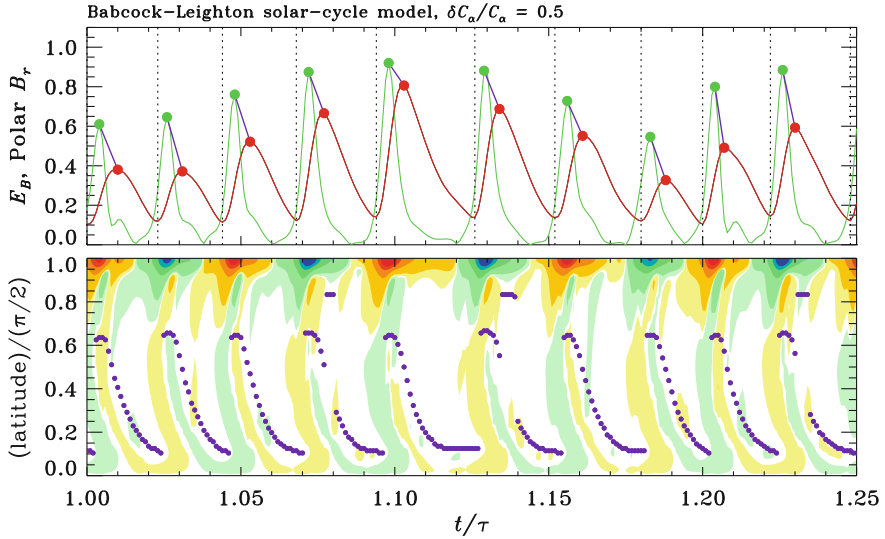 Babcock–Leighton solar–cycle model, δCα/Cα = 0.5
E_B, Polar B_r
1.0
0.8
0.6
0.4
0.2
0.0
(latitude)/(π/2)
1.0
0.8
0.6
0.4
0.2
0.0
1.00 1.05 1.10 1.15 1.20 1.25
t/τ